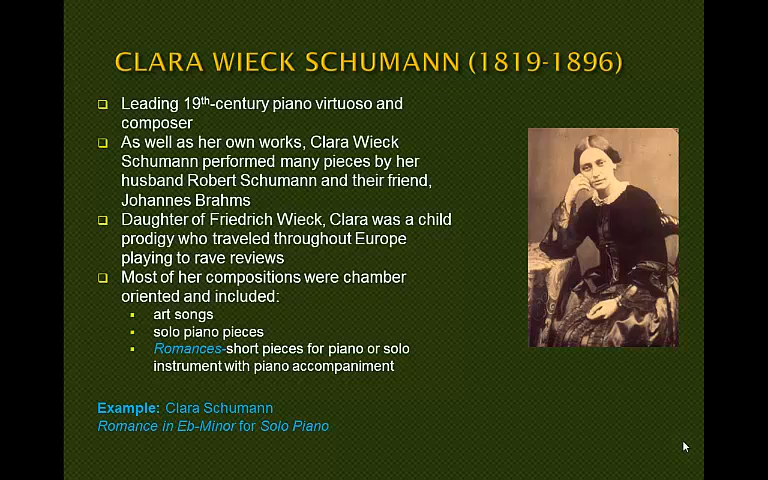 CLARA WIECK SCHUMANN (1819-1896)
Leading 19th-century piano virtuoso and
composer
As well as her own works, Clara Wieck
Schumann performed many pieces by her
husband Robert Schumann and their friend,
Johannes Brahms
Daughter of Friedrich Wieck, Clara was a child
prodigy who traveled throughout Europe
playing to rave reviews
Most of her compositions were chamber
oriented and included:
art songs
solo piano pieces
Romances-short pieces for piano or solo
instrument with piano accompaniment
Example: Clara Schumann
Romance in Eb-Minor for Solo Piano